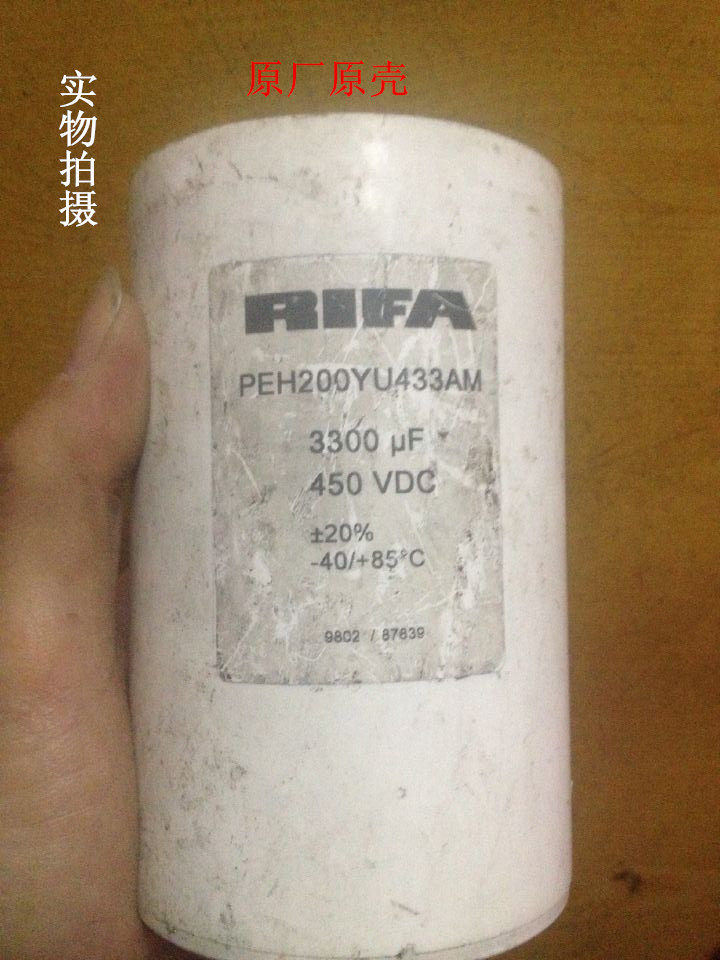 原厂原壳
实物拍摄
RIFA
PEH200YU433AM
3300 µF
450 VDC
±20%
-40/+85°C
9802 / 87639